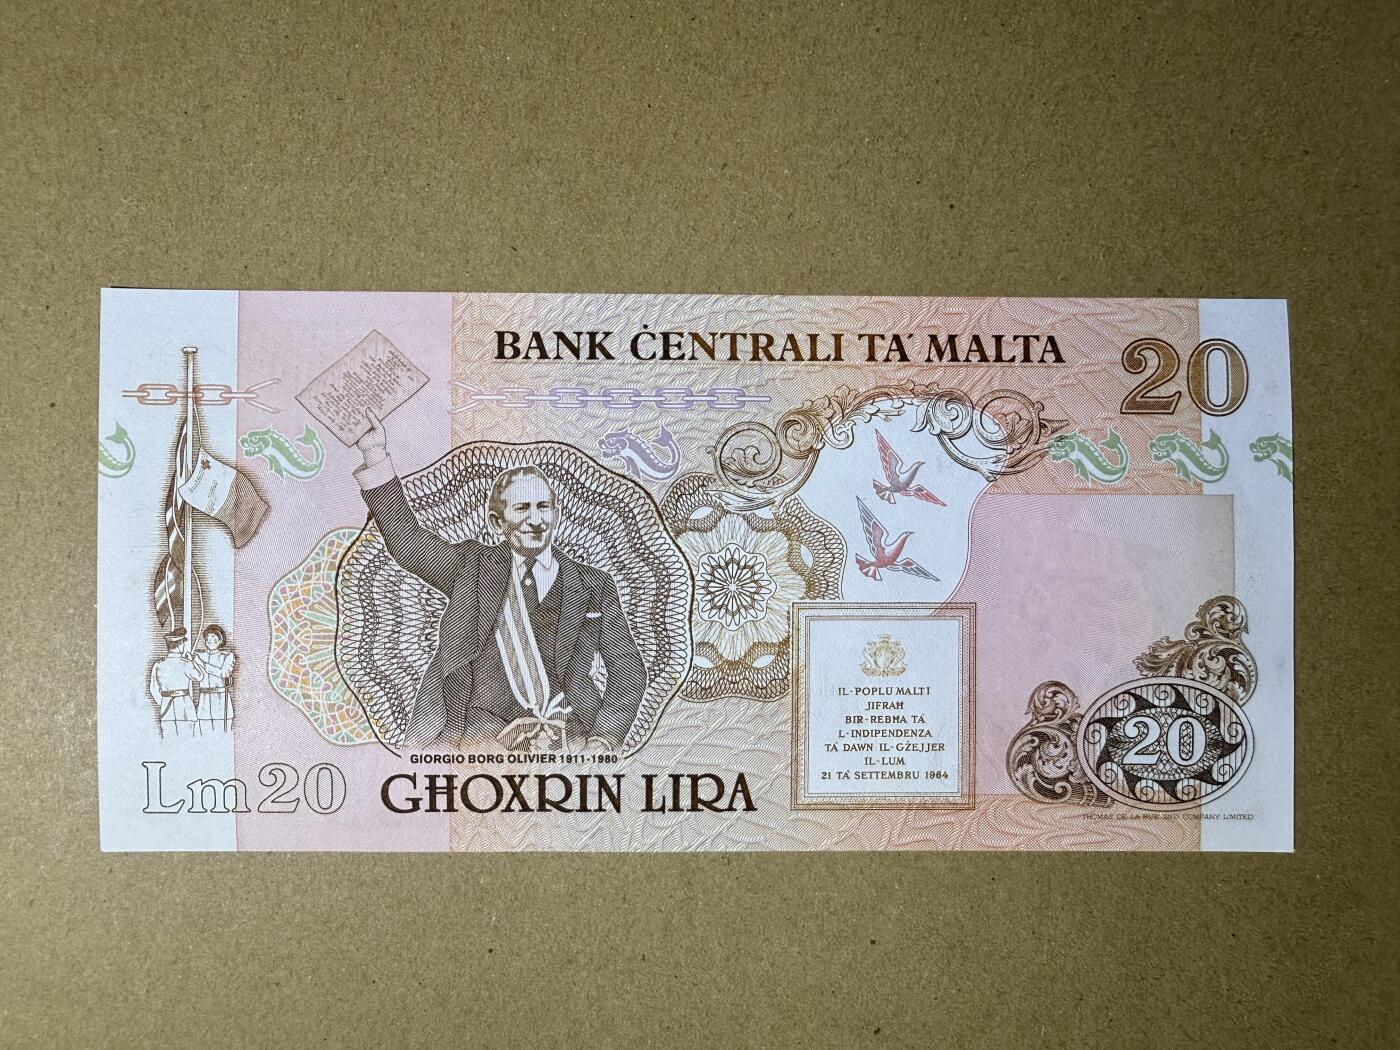 BANK ĊENTRALI TA' MALTA
20
GIORGIO BORG OLIVIER 1911-1980
Lm20
GĦOXRIN LIRA
IL-POPLU MALTI
JIFRAĦ
BIR-REBĦA TA'
L-INDIPENDENZA
TA' DAWN IL-GŻEJJER
IL-LUM
21 TA' SETTEMBRU 1964
20
THOMAS DE LA RUE AND COMPANY LIMITED